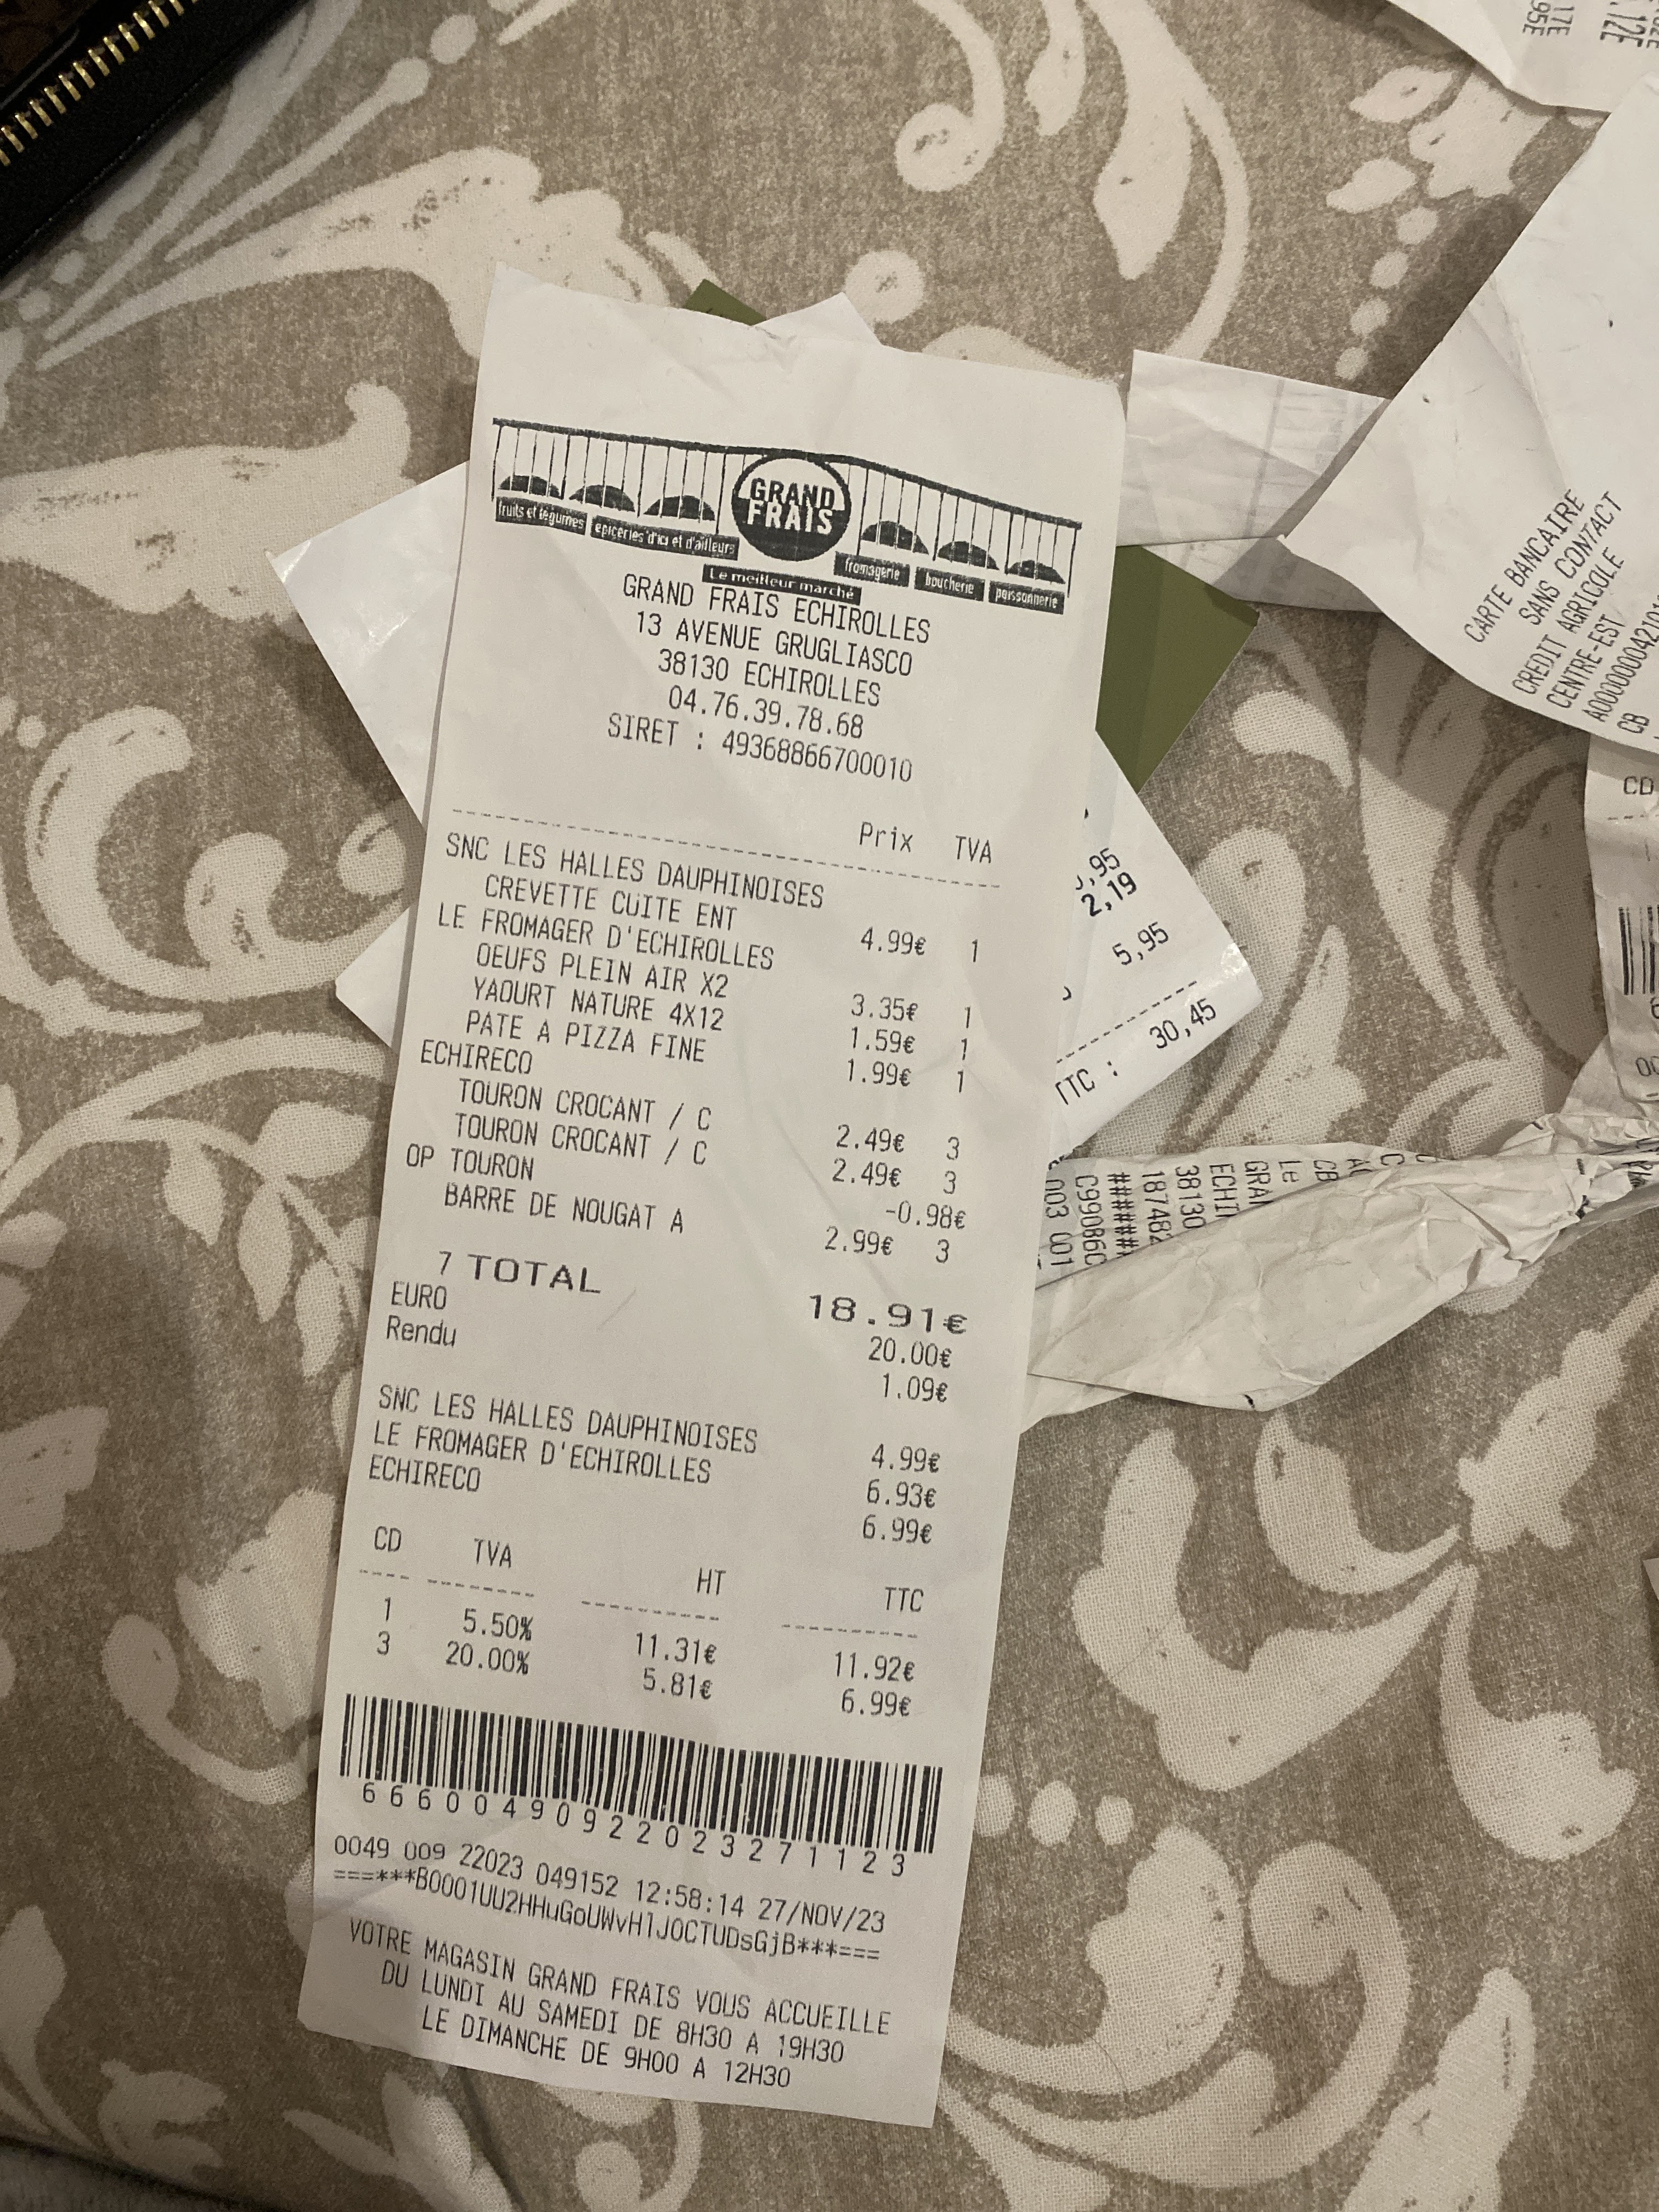 GRAND
FRAIS
fruits et légumes
epiceries d'ici et d'ailleurs
fromagerie
boucherie
poissonnerie
Le meilleur marché
GRAND FRAIS ECHIROLLES
13 AVENUE GRUGLIASCO
38130 ECHIROLLES
04.76.39.78.68
SIRET : 49368866700010
Prix TVA
SNC LES HALLES DAUPHINOISES
CREVETTE CUITE ENT 4.99€ 1
LE FROMAGER D'ECHIROLLES
OEUFS PLEIN AIR X2 3.35€ 1
YAOURT NATURE 4X12 1.59€ 1
PATE A PIZZA FINE 1.99€ 1
ECHIRECO
TOURON CROCANT / C 2.49€ 3
TOURON CROCANT / C 2.49€ 3
OP TOURON -0.98€
BARRE DE NOUGAT A 2.99€ 3
7 TOTAL 18.91€
EURO 20.00€
Rendu 1.09€
SNC LES HALLES DAUPHINOISES 4.99€
LE FROMAGER D'ECHIROLLES 6.93€
ECHIRECO 6.99€
CD TVA HT TTC
1 5.50% 11.31€ 11.92€
3 20.00% 5.81€ 6.99€
66600490922023271123
0049 009 22023 049152 12:58:14 27/NOV/23
===***B0001UU2HHuGoUWvH1J0CTUDsGjB***===
VOTRE MAGASIN GRAND FRAIS VOUS ACCUEILLE
DU LUNDI AU SAMEDI DE 8H30 A 19H30
LE DIMANCHE DE 9H00 A 12H30
2,19
5,95
TTC : 30,45
CARTE BANCAIRE
SANS CONTACT
CREDIT AGRICOLE
CENTRE-EST
CB
CD
38130
003 001